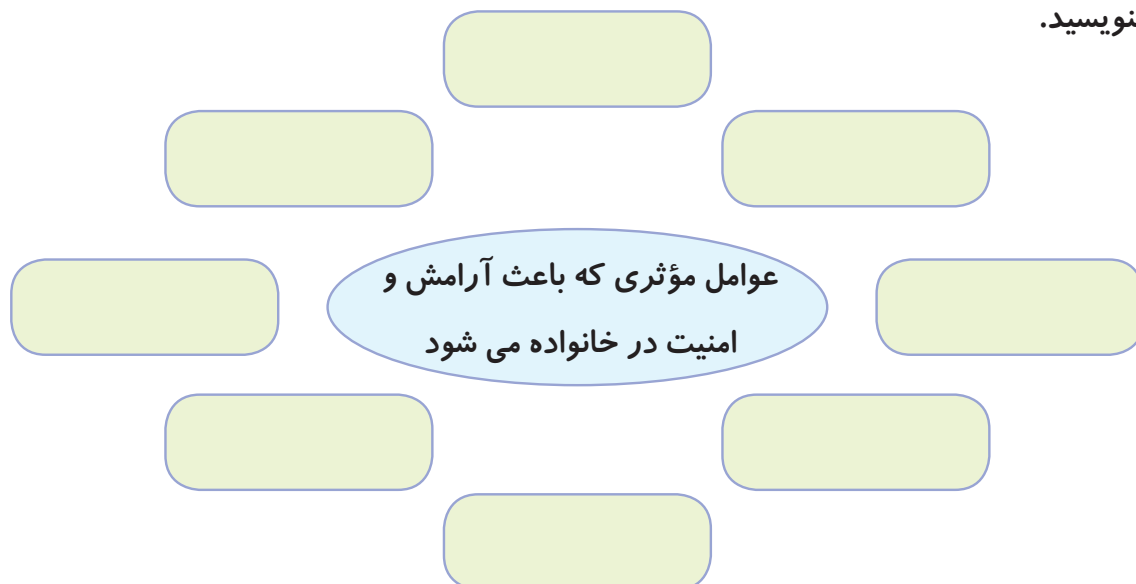 نویسید.
عوامل مؤثری که باعث آرامش و
امنیت در خانواده می شود